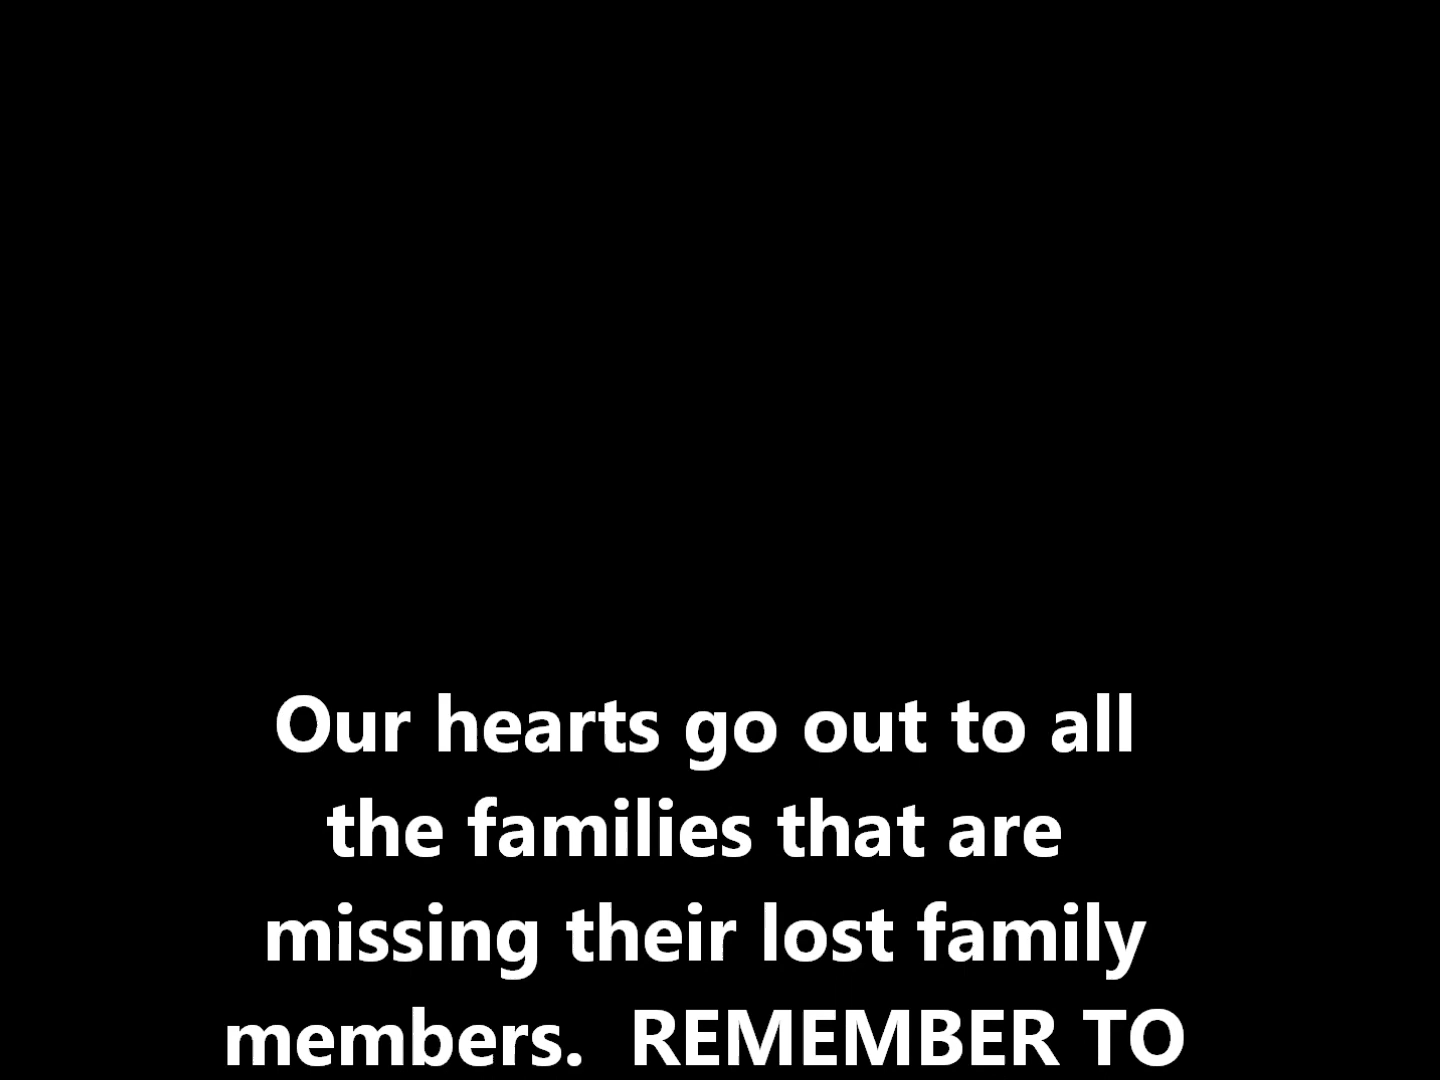 Our hearts go out to all
the families that are
missing their lost family
members.  REMEMBER TO